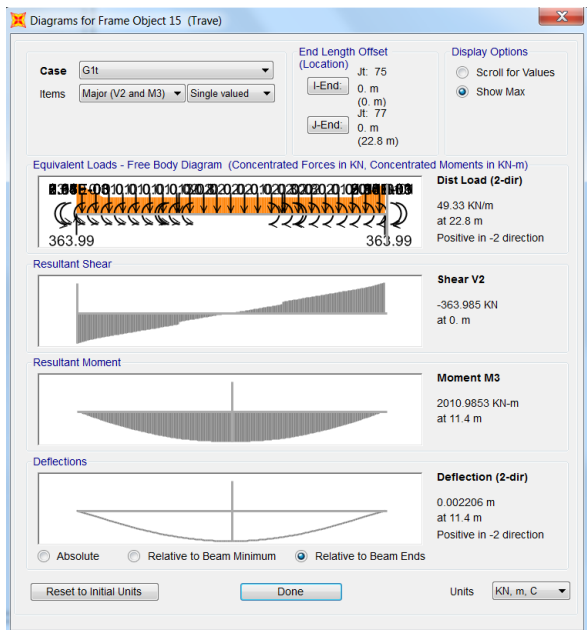 Diagrams for Frame Object 15 (Trave)
Case G1t
Items Major (V2 and M3) Single valued
End Length Offset
(Location)
Jt: 75
I-End: 0. m
(0. m)
Jt: 77
J-End: 0. m
(22.8 m)
Display Options
Scroll for Values
Show Max
Equivalent Loads - Free Body Diagram (Concentrated Forces in KN, Concentrated Moments in KN-m)
363.99
363.99
Dist Load (2-dir)
49.33 KN/m
at 22.8 m
Positive in -2 direction
Resultant Shear
Shear V2
-363.985 KN
at 0. m
Resultant Moment
Moment M3
2010.9853 KN-m
at 11.4 m
Deflections
Deflection (2-dir)
0.002206 m
at 11.4 m
Positive in -2 direction
Absolute Relative to Beam Minimum Relative to Beam Ends
Reset to Initial Units Done Units KN, m, C